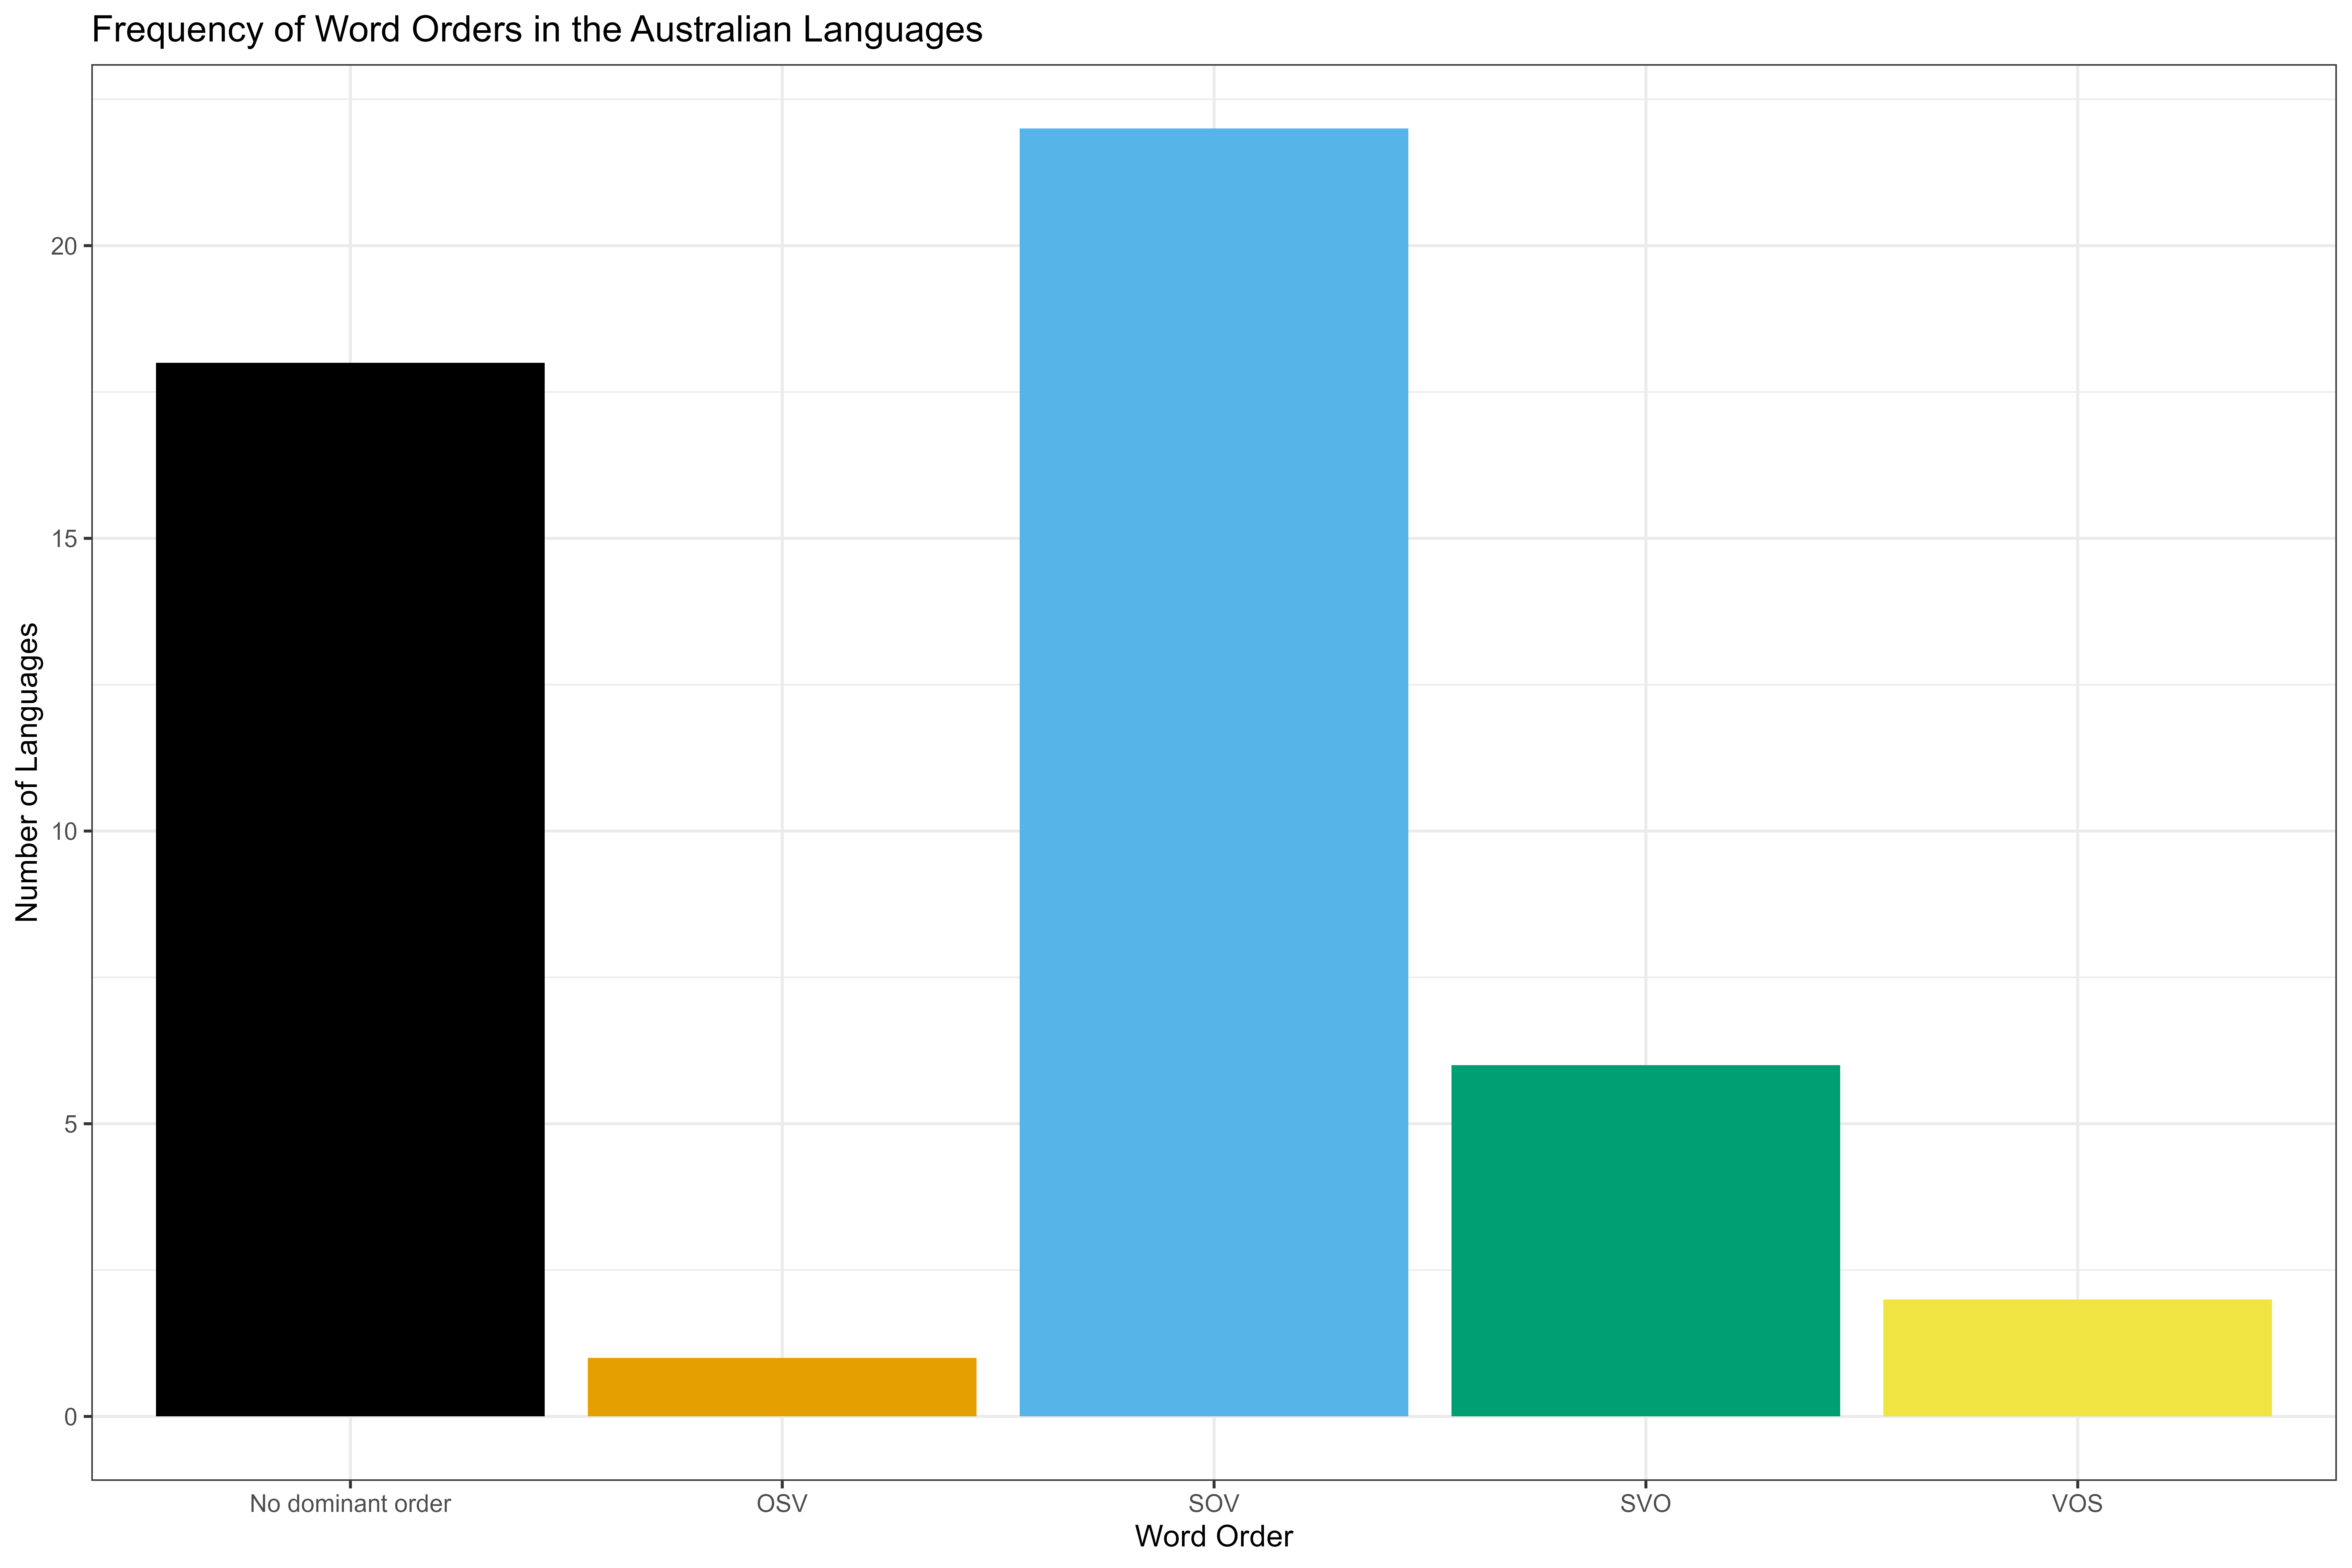 Frequency of Word Orders in the Australian Languages
Number of Languages
20
15
10
5
0
No dominant order OSV SOV SVO VOS
Word Order